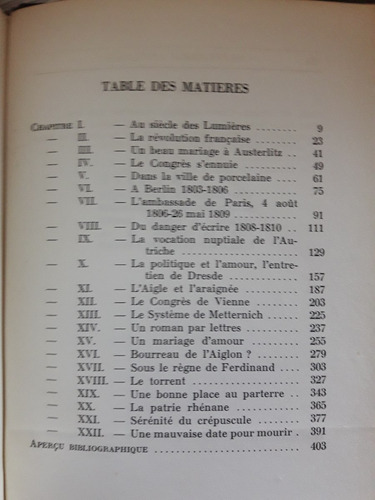 TABLE DES MATIERES
CHAPITRE I. — Au siècle des Lumières ........ 9
— II. — La révolution française ........ 23
— III. — Un beau mariage à Austerlitz .. 41
— IV. — Le Congrès s'ennuie ........ 49
— V. — Dans la ville de porcelaine .... 61
— VI. — A Berlin 1803-1806 ........ 75
— VII. — L'ambassade de Paris, 4 août
1806-26 mai 1809 ........ 91
— VIII. — Du danger d'écrire 1808-1810 .. 111
— IX. — La vocation nuptiale de l'Au-
triche ........ 129
— X. — La politique et l'amour, l'entre-
tien de Dresde ........ 157
— XI. — L'Aigle et l'araignée ........ 187
— XII. — Le Congrès de Vienne ........ 203
— XIII. — Le Système de Metternich .... 225
— XIV. — Un roman par lettres ........ 237
— XV. — Un mariage d'amour ........ 255
— XVI. — Bourreau de l'Aiglon ? ........ 279
— XVII. — Sous le règne de Ferdinand .... 303
— XVIII. — Le torrent ........ 327
— XIX. — Une bonne place au parterre .. 343
— XX. — La patrie rhénane ........ 365
— XXI. — Sérénité du crépuscule ...... 377
— XXII. — Une mauvaise date pour mourir . 391
APERÇU BIBLIOGRAPHIQUE ........ 403